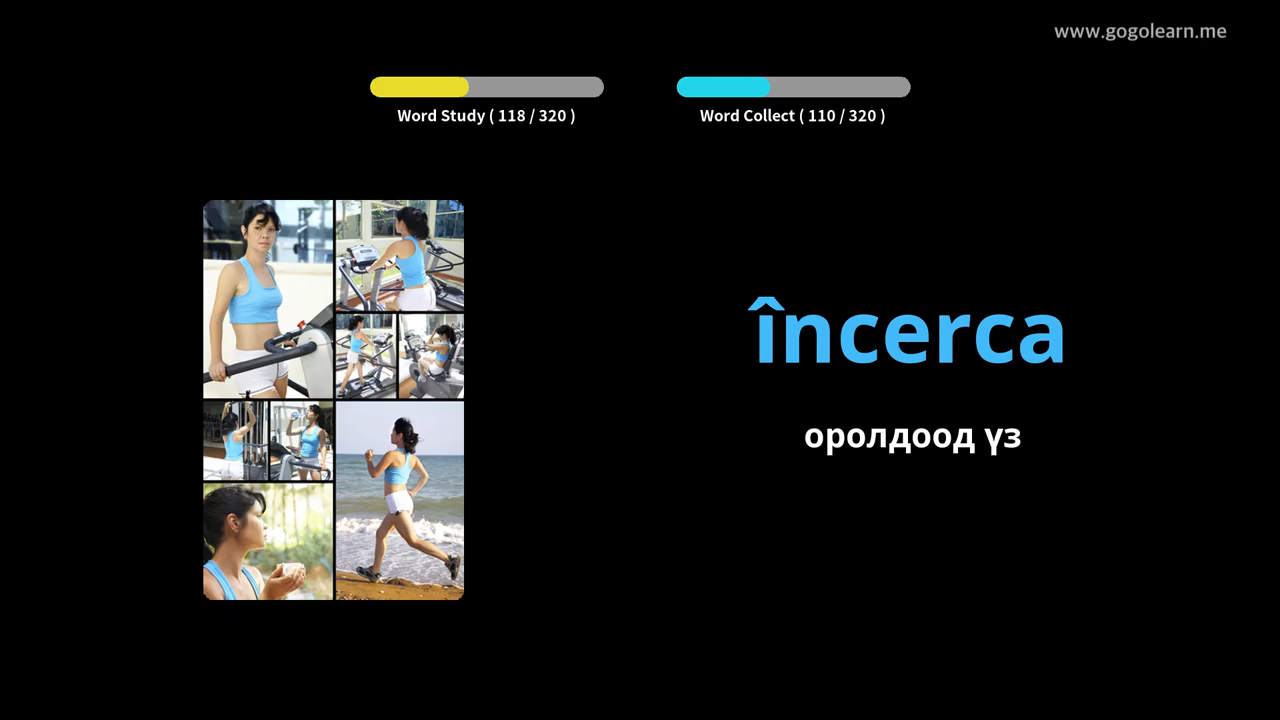 www.gogolearn.me
Word Study ( 118 / 320 )
Word Collect ( 110 / 320 )
încerca
оролдоод үз